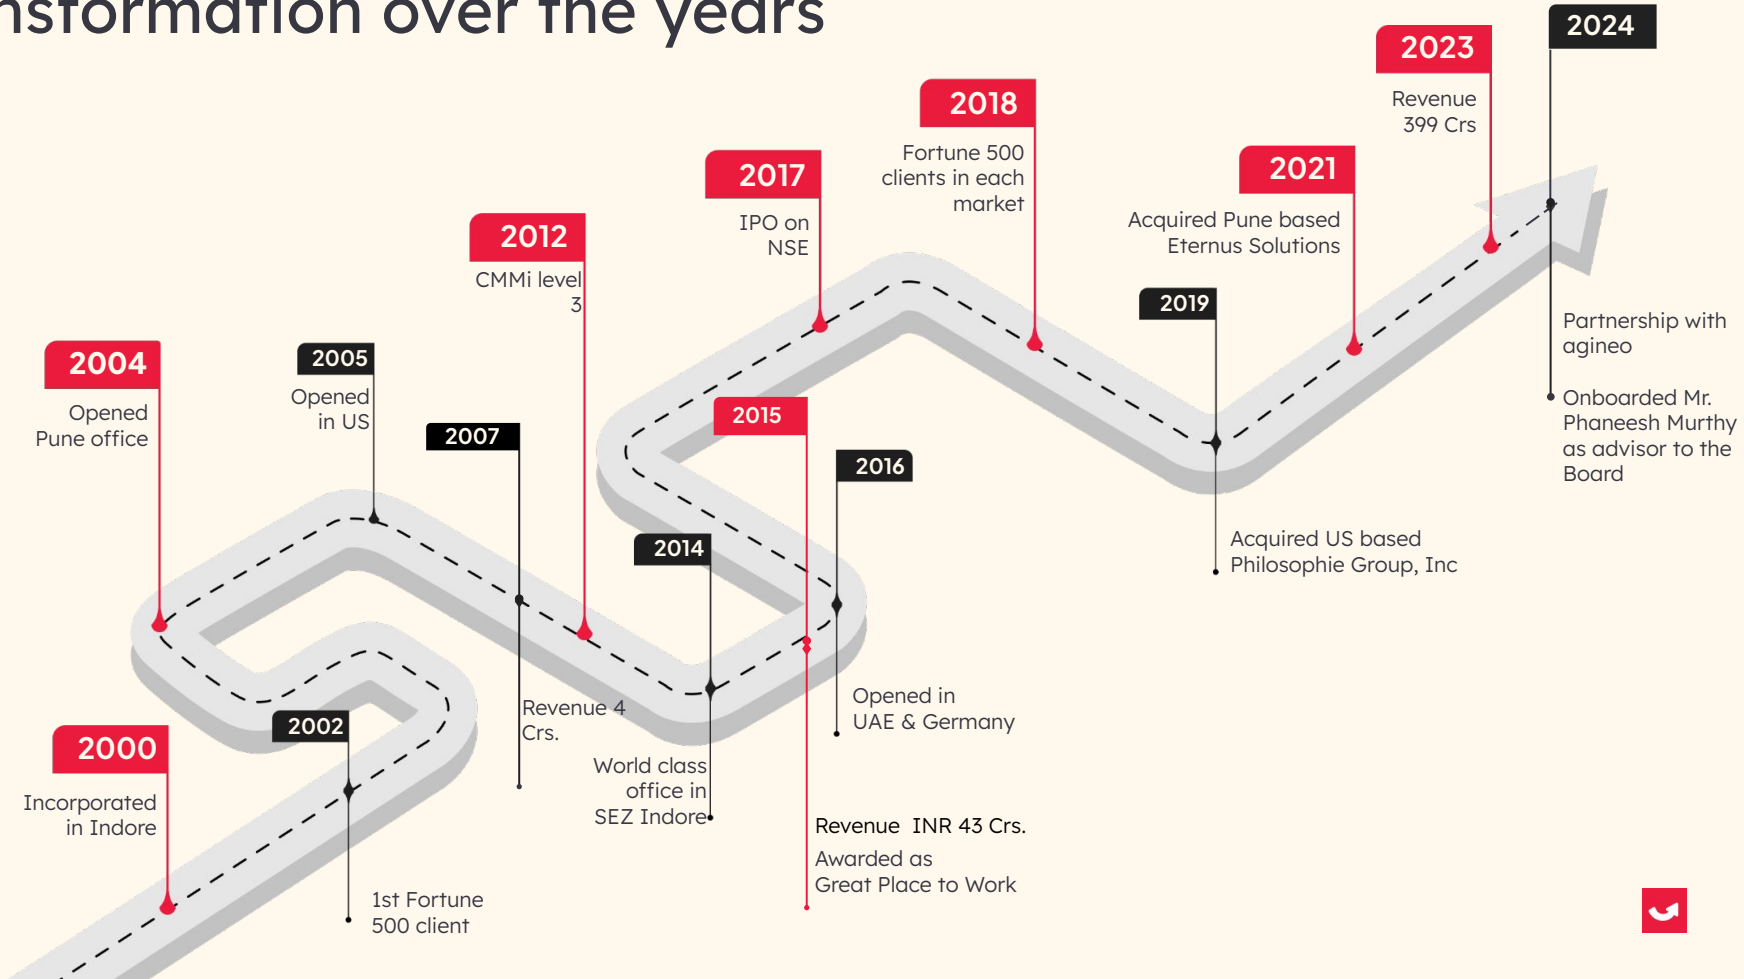 nsformation over the years
2000
Incorporated
in Indore
2002
1st Fortune
500 client
2004
Opened
Pune office
2005
Opened
in US
2007
Revenue 4
Crs.
2012
CMMi level
3
2014
World class
office in
SEZ Indore
2015
Revenue INR 43 Crs.
Awarded as
Great Place to Work
2016
Opened in
UAE & Germany
2017
IPO on
NSE
2018
Fortune 500
clients in each
market
2019
Acquired US based
Philosophie Group, Inc
2021
Acquired Pune based
Eternus Solutions
2023
Revenue
399 Crs
2024
Partnership with
agineo
Onboarded Mr.
Phaneesh Murthy
as advisor to the
Board